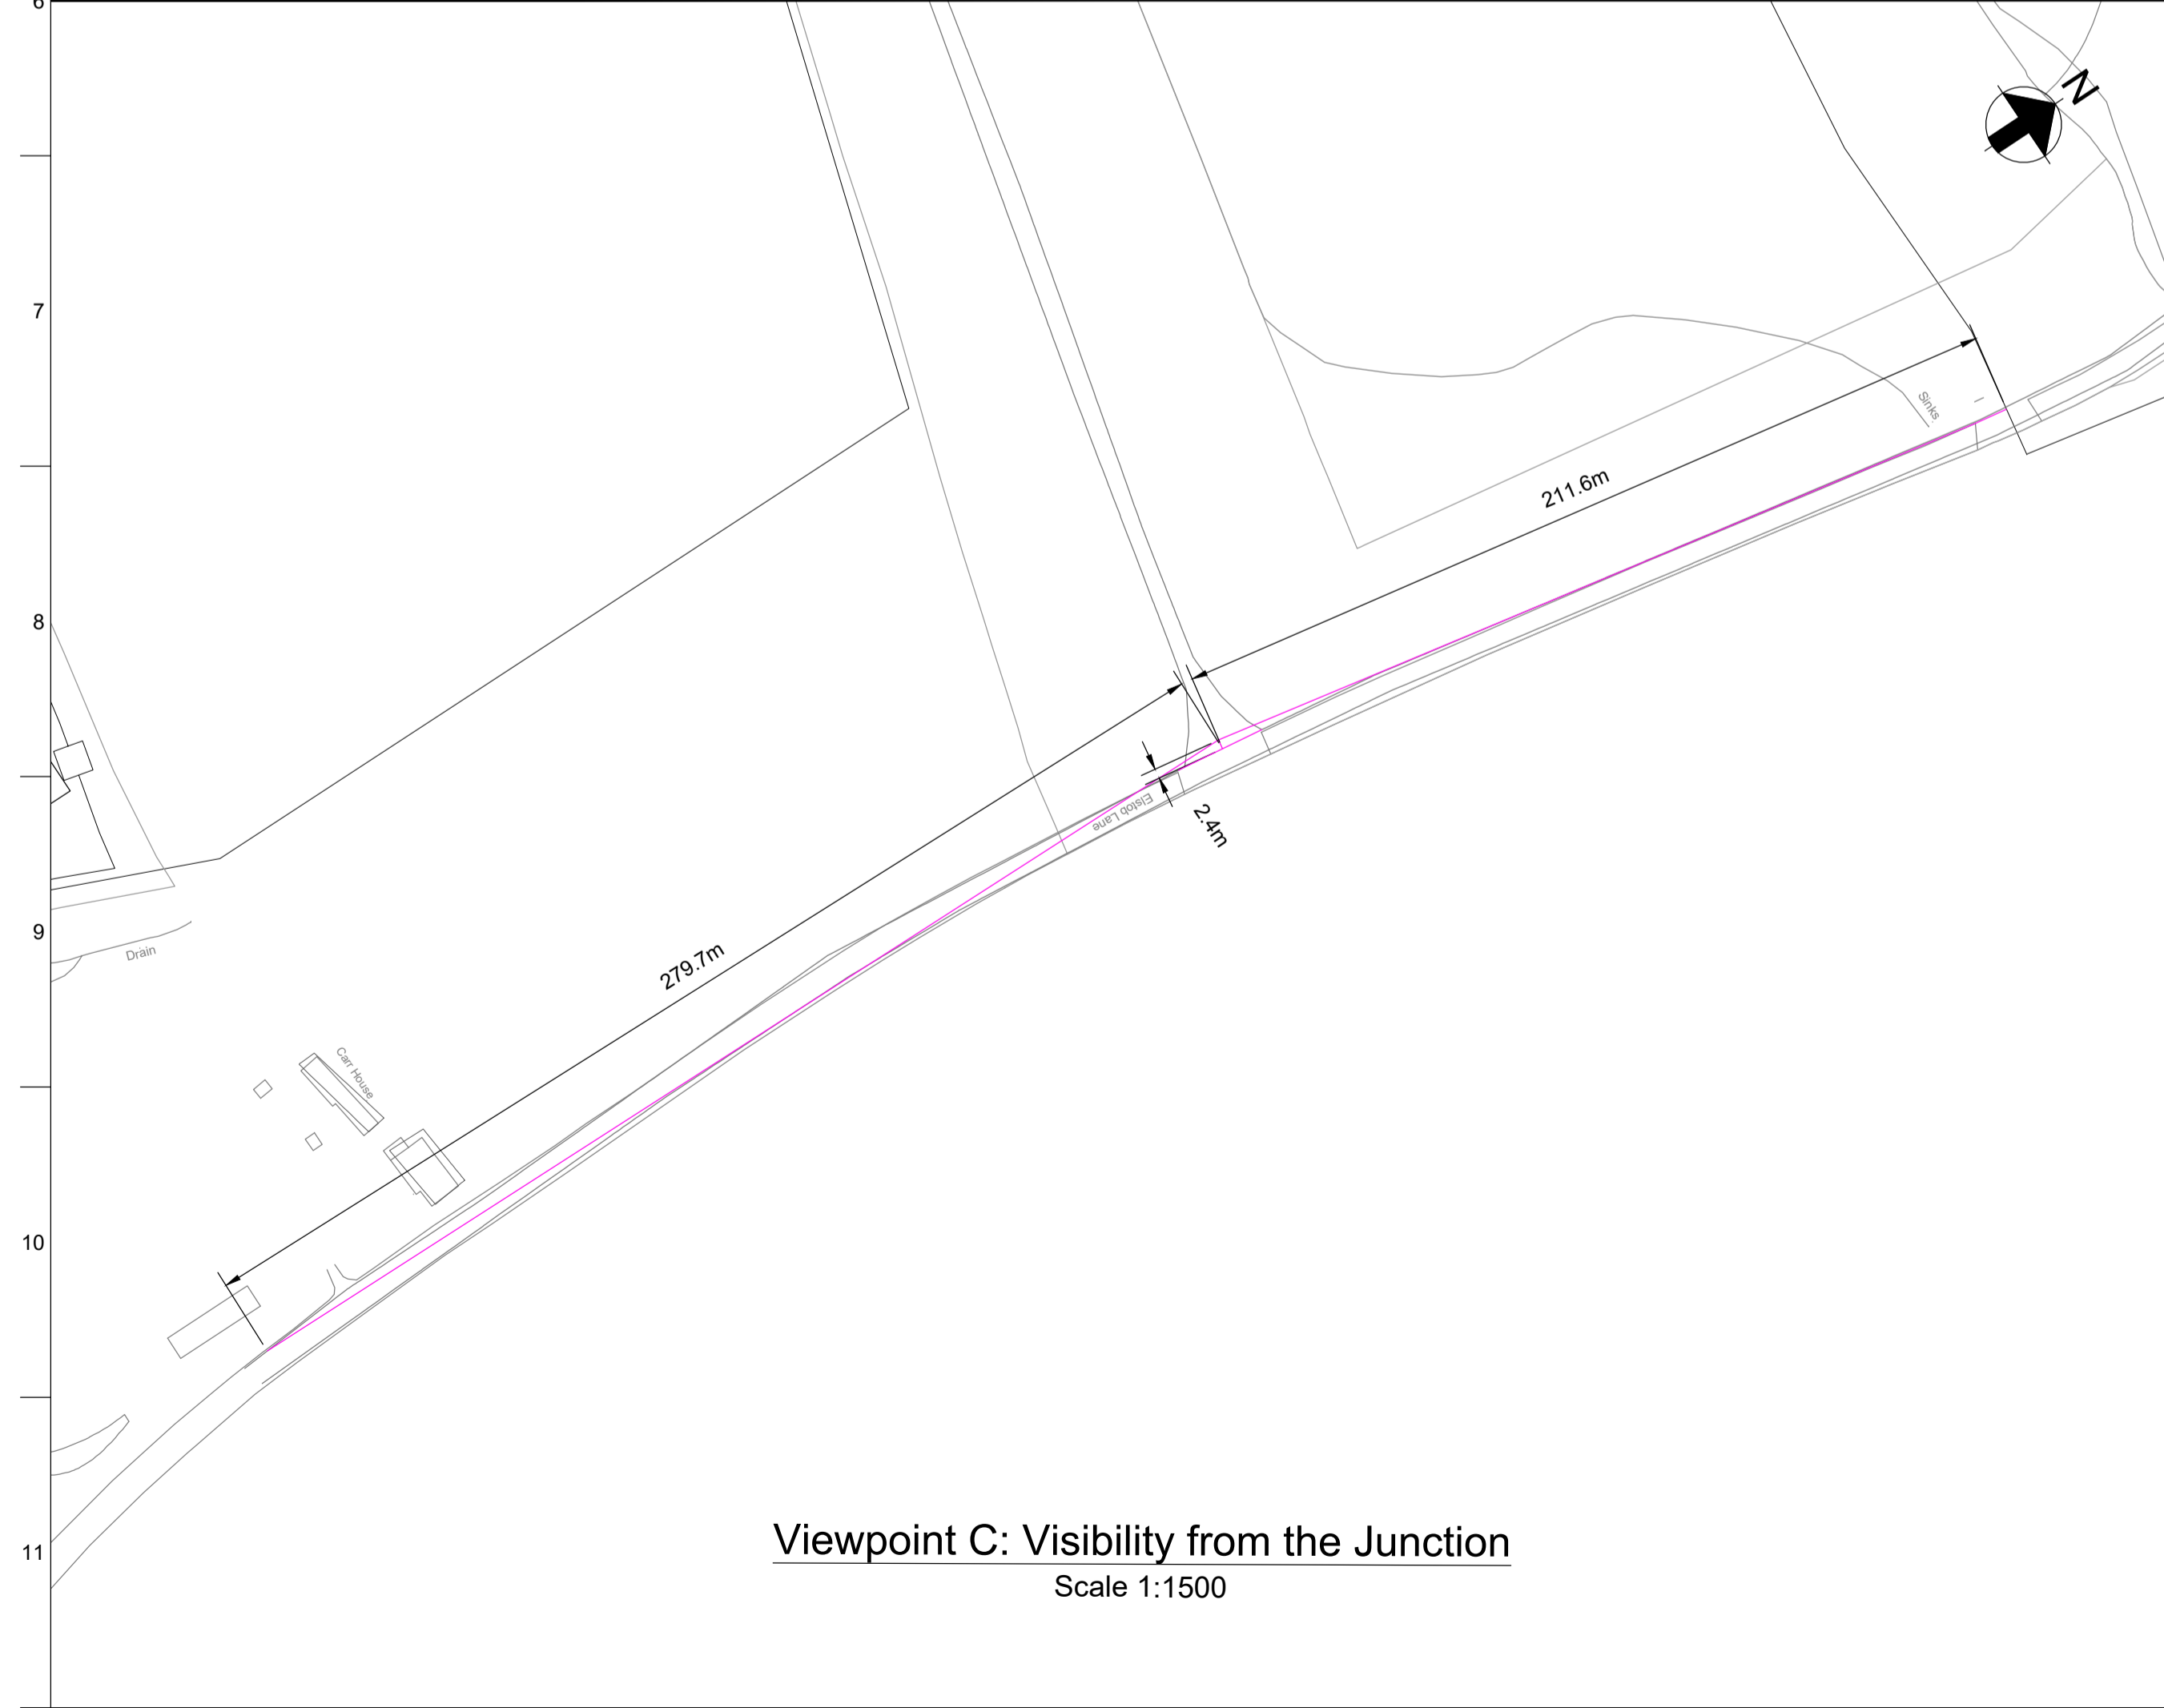 6
N
7
Sinks
211.6m
8
Elstob Lane
2.4m
9
Drain
279.7m
Carr House
10
11
Viewpoint C: Visibility from the Junction
Scale 1:1500